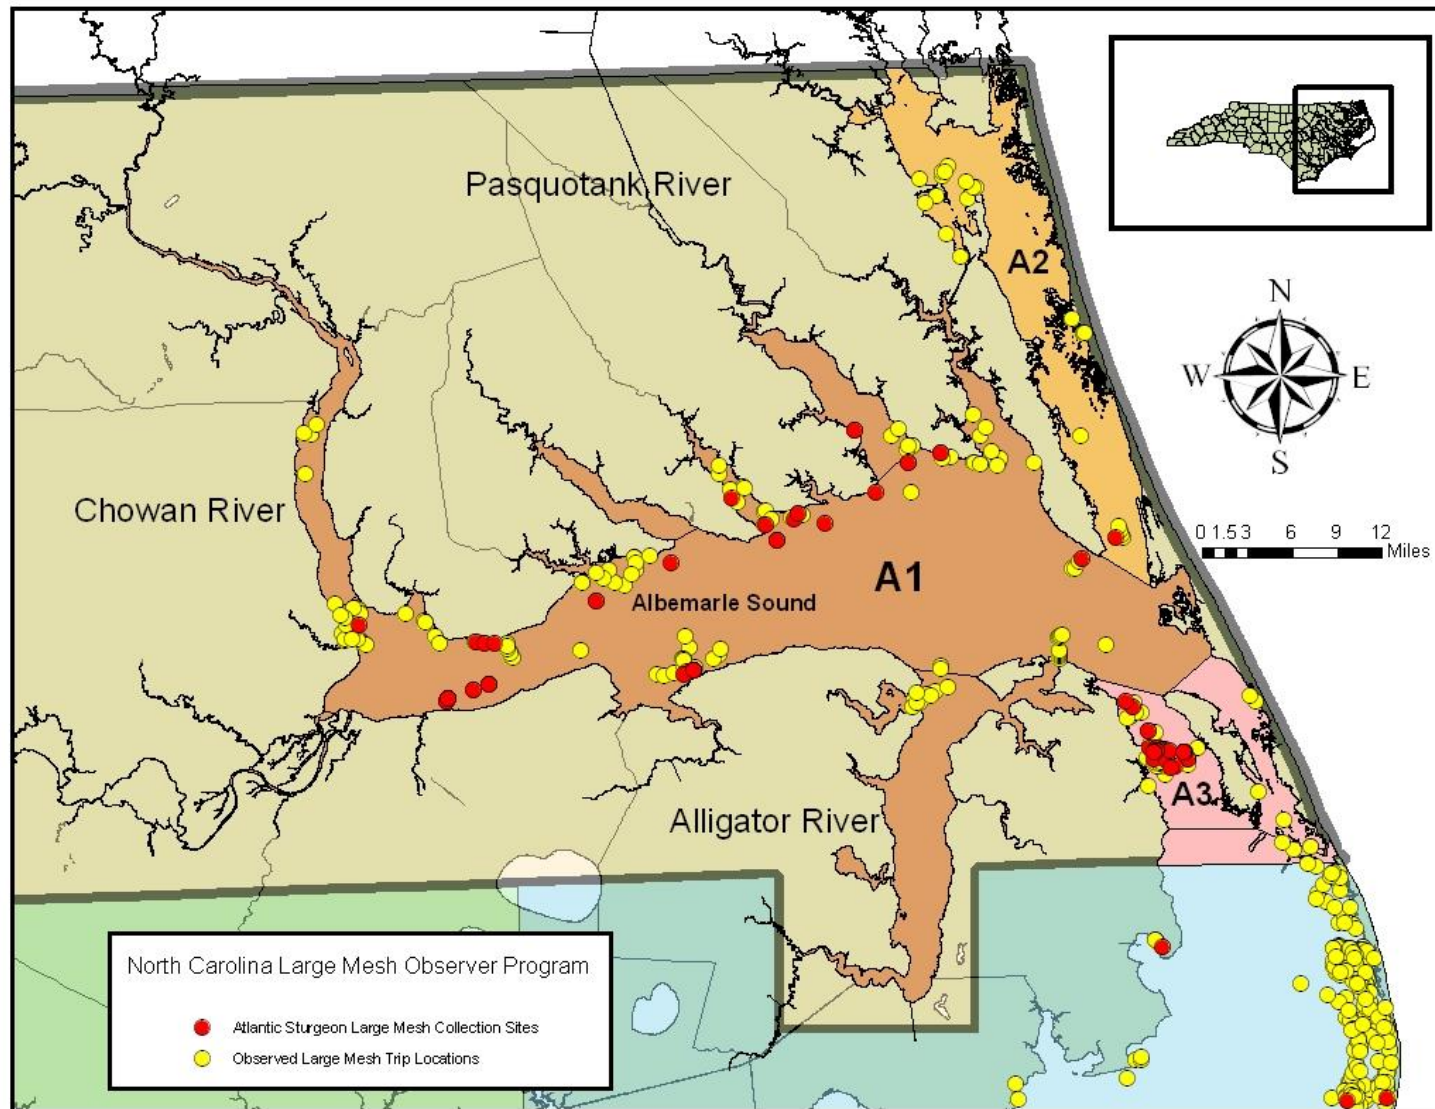 Pasquotank River
A2
N
W
E
S
Chowan River
0 1.5 3 6 9 12
Miles
A1
Albemarle Sound
A3
Alligator River
North Carolina Large Mesh Observer Program
Atlantic Sturgeon Large Mesh Collection Sites
Observed Large Mesh Trip Locations